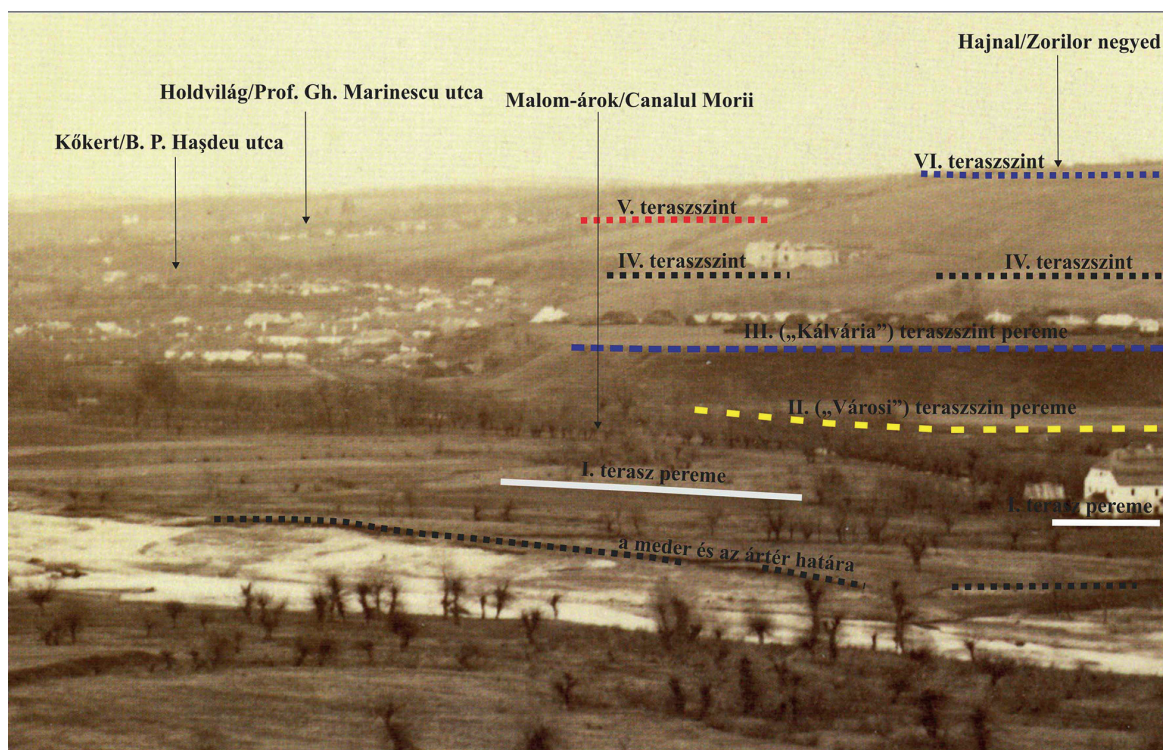 Hajnal/Zorilor negyed
Holdvilág/Prof. Gh. Marinescu utca
Malom-árok/Canalul Morii
Kőkert/B. P. Haşdeu utca
VI. teraszszint
V. teraszszint
IV. teraszszint
IV. teraszszint
III. („Kálvária”) teraszszint pereme
II. („Városi”) teraszszin pereme
I. terasz pereme
I. terasz pereme
a meder és az ártér határa